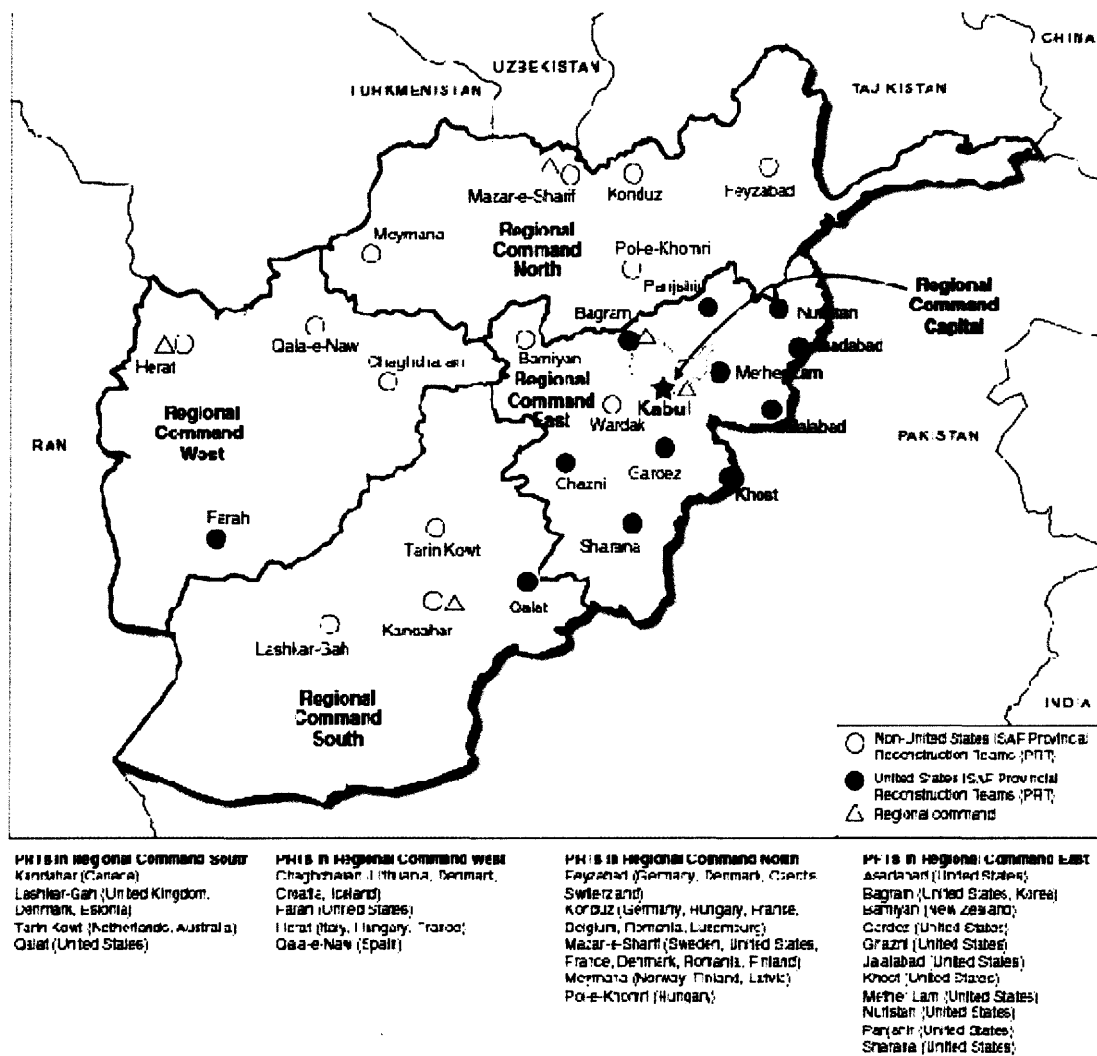 CHINA
UZBEKISTAN
TURKMENISTAN
TAJIKISTAN
Mazar-e-Sharif
Konduz
Feyzabad
Meymana
Regional
Command
North
Pol-e-Khomri
Panjshir
Regional
Command
Capital
Bagram
Nuristan
Qala-e-Naw
Herat
Chaghcharan
Bamiyan
Asadabad
Regional
Command
East
Mether Lam
Kabul
Wardak
Jalalabad
Regional
Command
West
RAN
PAKISTAN
Gardez
Ghazni
Khost
Farah
Tarin Kowt
Sharana
Qalat
Kandahar
Lashkar-Gah
Regional
Command
South
INDIA
Non-United States ISAF Provincial
Reconstruction Teams (PRT)
United States ISAF Provincial
Reconstruction Teams (PRT)
Regional command
PRTs in Regional Command South
Kandahar (Canada)
Lashkar-Gah (United Kingdom,
Denmark, Estonia)
Tarin Kowt (Netherlands, Australia)
Qalat (United States)
PRTs in Regional Command West
Chaghcharan (Lithuania, Denmark,
Croatia, Iceland)
Farah (United States)
Herat (Italy, Hungary, France)
Qala-e-Naw (Spain)
PRTs in Regional Command North
Feyzabad (Germany, Denmark, Czechs,
Switzerland)
Konduz (Germany, Hungary, France,
Belgium, Romania, Luxemburg)
Mazar-e-Sharif (Sweden, United States,
France, Denmark, Romania, Finland)
Meymana (Norway, Finland, Latvia)
Pol-e-Khomri (Hungary)
PRTs in Regional Command East
Asadabad (United States)
Bagram (United States, Korea)
Bamiyan (New Zealand)
Gardez (United States)
Ghazni (United States)
Jalalabad (United States)
Khost (United States)
Mether Lam (United States)
Nuristan (United States)
Panjshir (United States)
Sharana (United States)